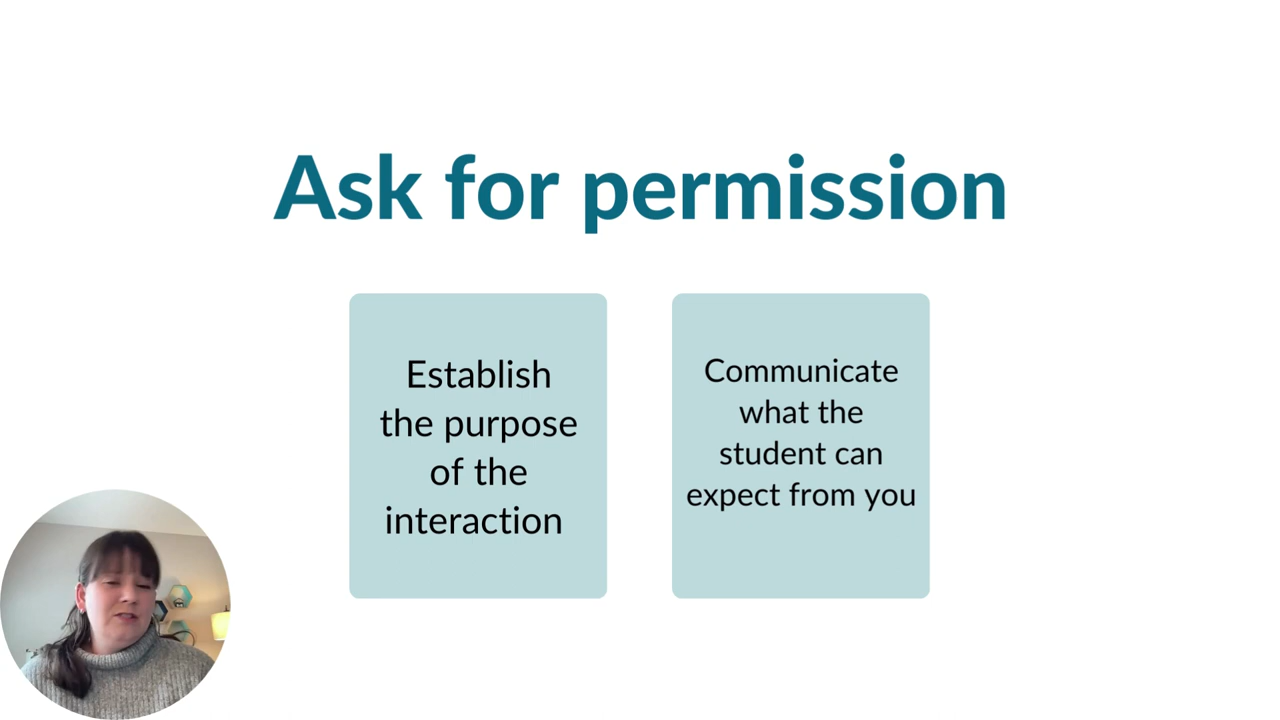 Ask for permission
Establish
the purpose
of the
interaction
Communicate
what the
student can
expect from you